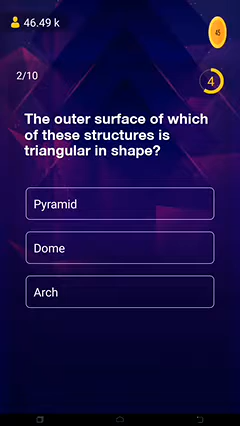 46.49 k
45
2/10
4
The outer surface of which
of these structures is
triangular in shape?
Pyramid
Dome
Arch